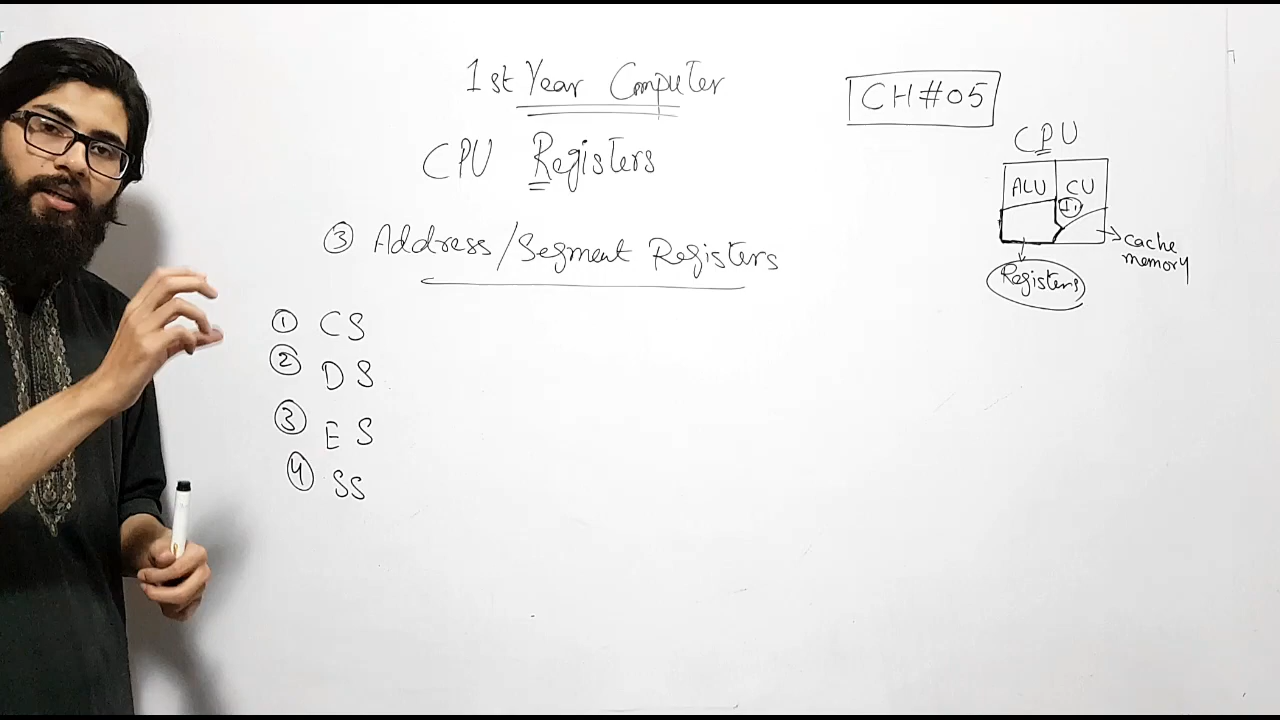 1st Year Computer
CH#05
CPU Registers
CPU
ALU CU
③ Address/Segment Registers
cache
memory
Registers
① CS
② DS
③ ES
④ SS